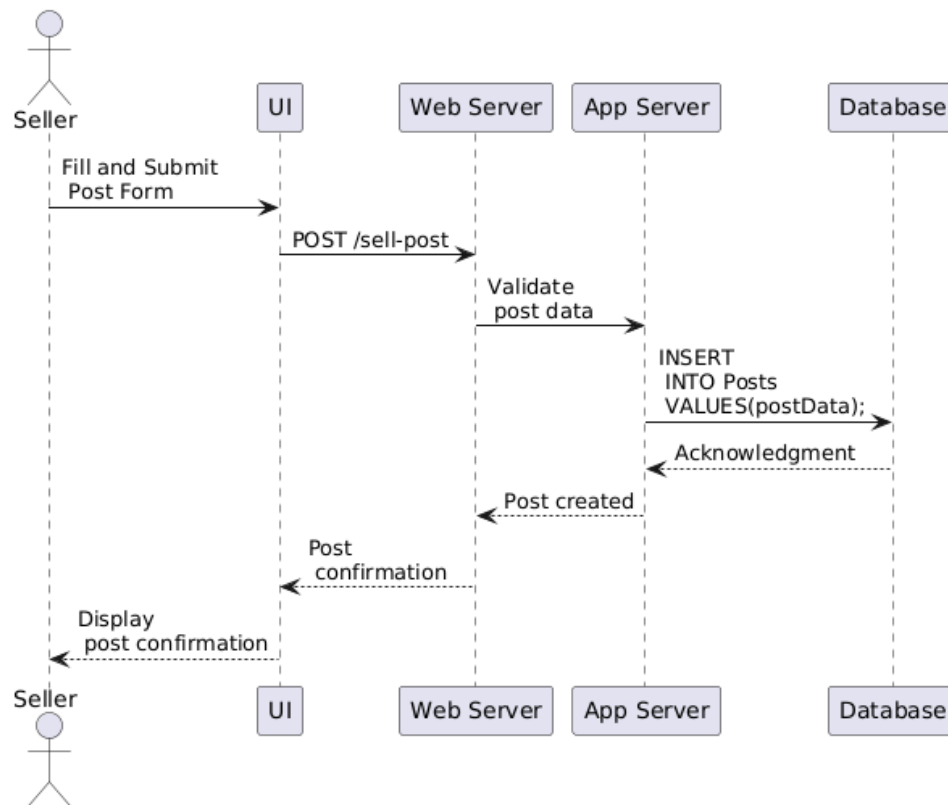 Seller
UI
Web Server
App Server
Database
Fill and Submit
Post Form
POST /sell-post
Validate
post data
INSERT
INTO Posts
VALUES(postData);
Acknowledgment
Post created
Post
confirmation
Display
post confirmation
Seller
UI
Web Server
App Server
Database